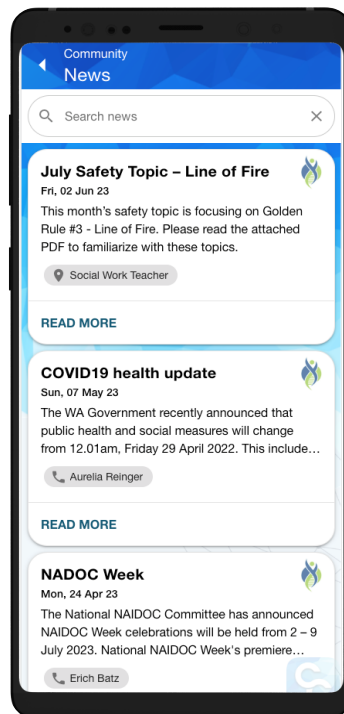 Community
News
Search news
July Safety Topic – Line of Fire
Fri, 02 Jun 23
This month's safety topic is focusing on Golden
Rule #3 - Line of Fire. Please read the attached
PDF to familiarize with these topics.
Social Work Teacher
READ MORE
COVID19 health update
Sun, 07 May 23
The WA Government recently announced that
public health and social measures will change
from 12.01am, Friday 29 April 2022. This include…
Aurelia Reinger
READ MORE
NADOC Week
Mon, 24 Apr 23
The National NAIDOC Committee has announced
NAIDOC Week celebrations will be held from 2 – 9
July 2023. National NAIDOC Week's premiere…
Erich Batz